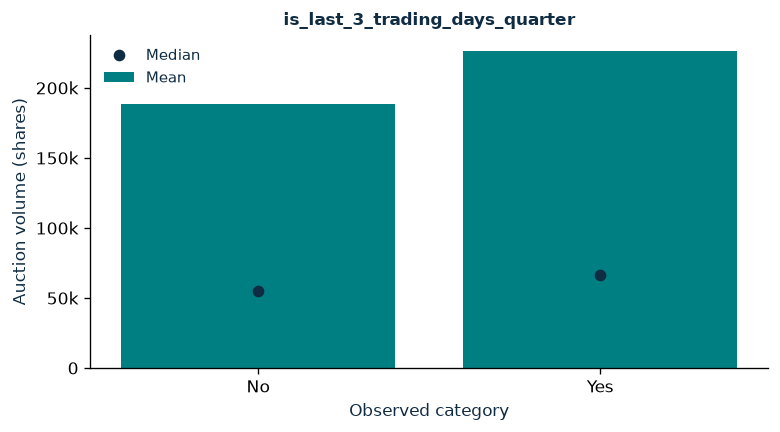 is_last_3_trading_days_quarter
Median
Mean
Auction volume (shares)
200k
150k
100k
50k
0
No
Yes
Observed category